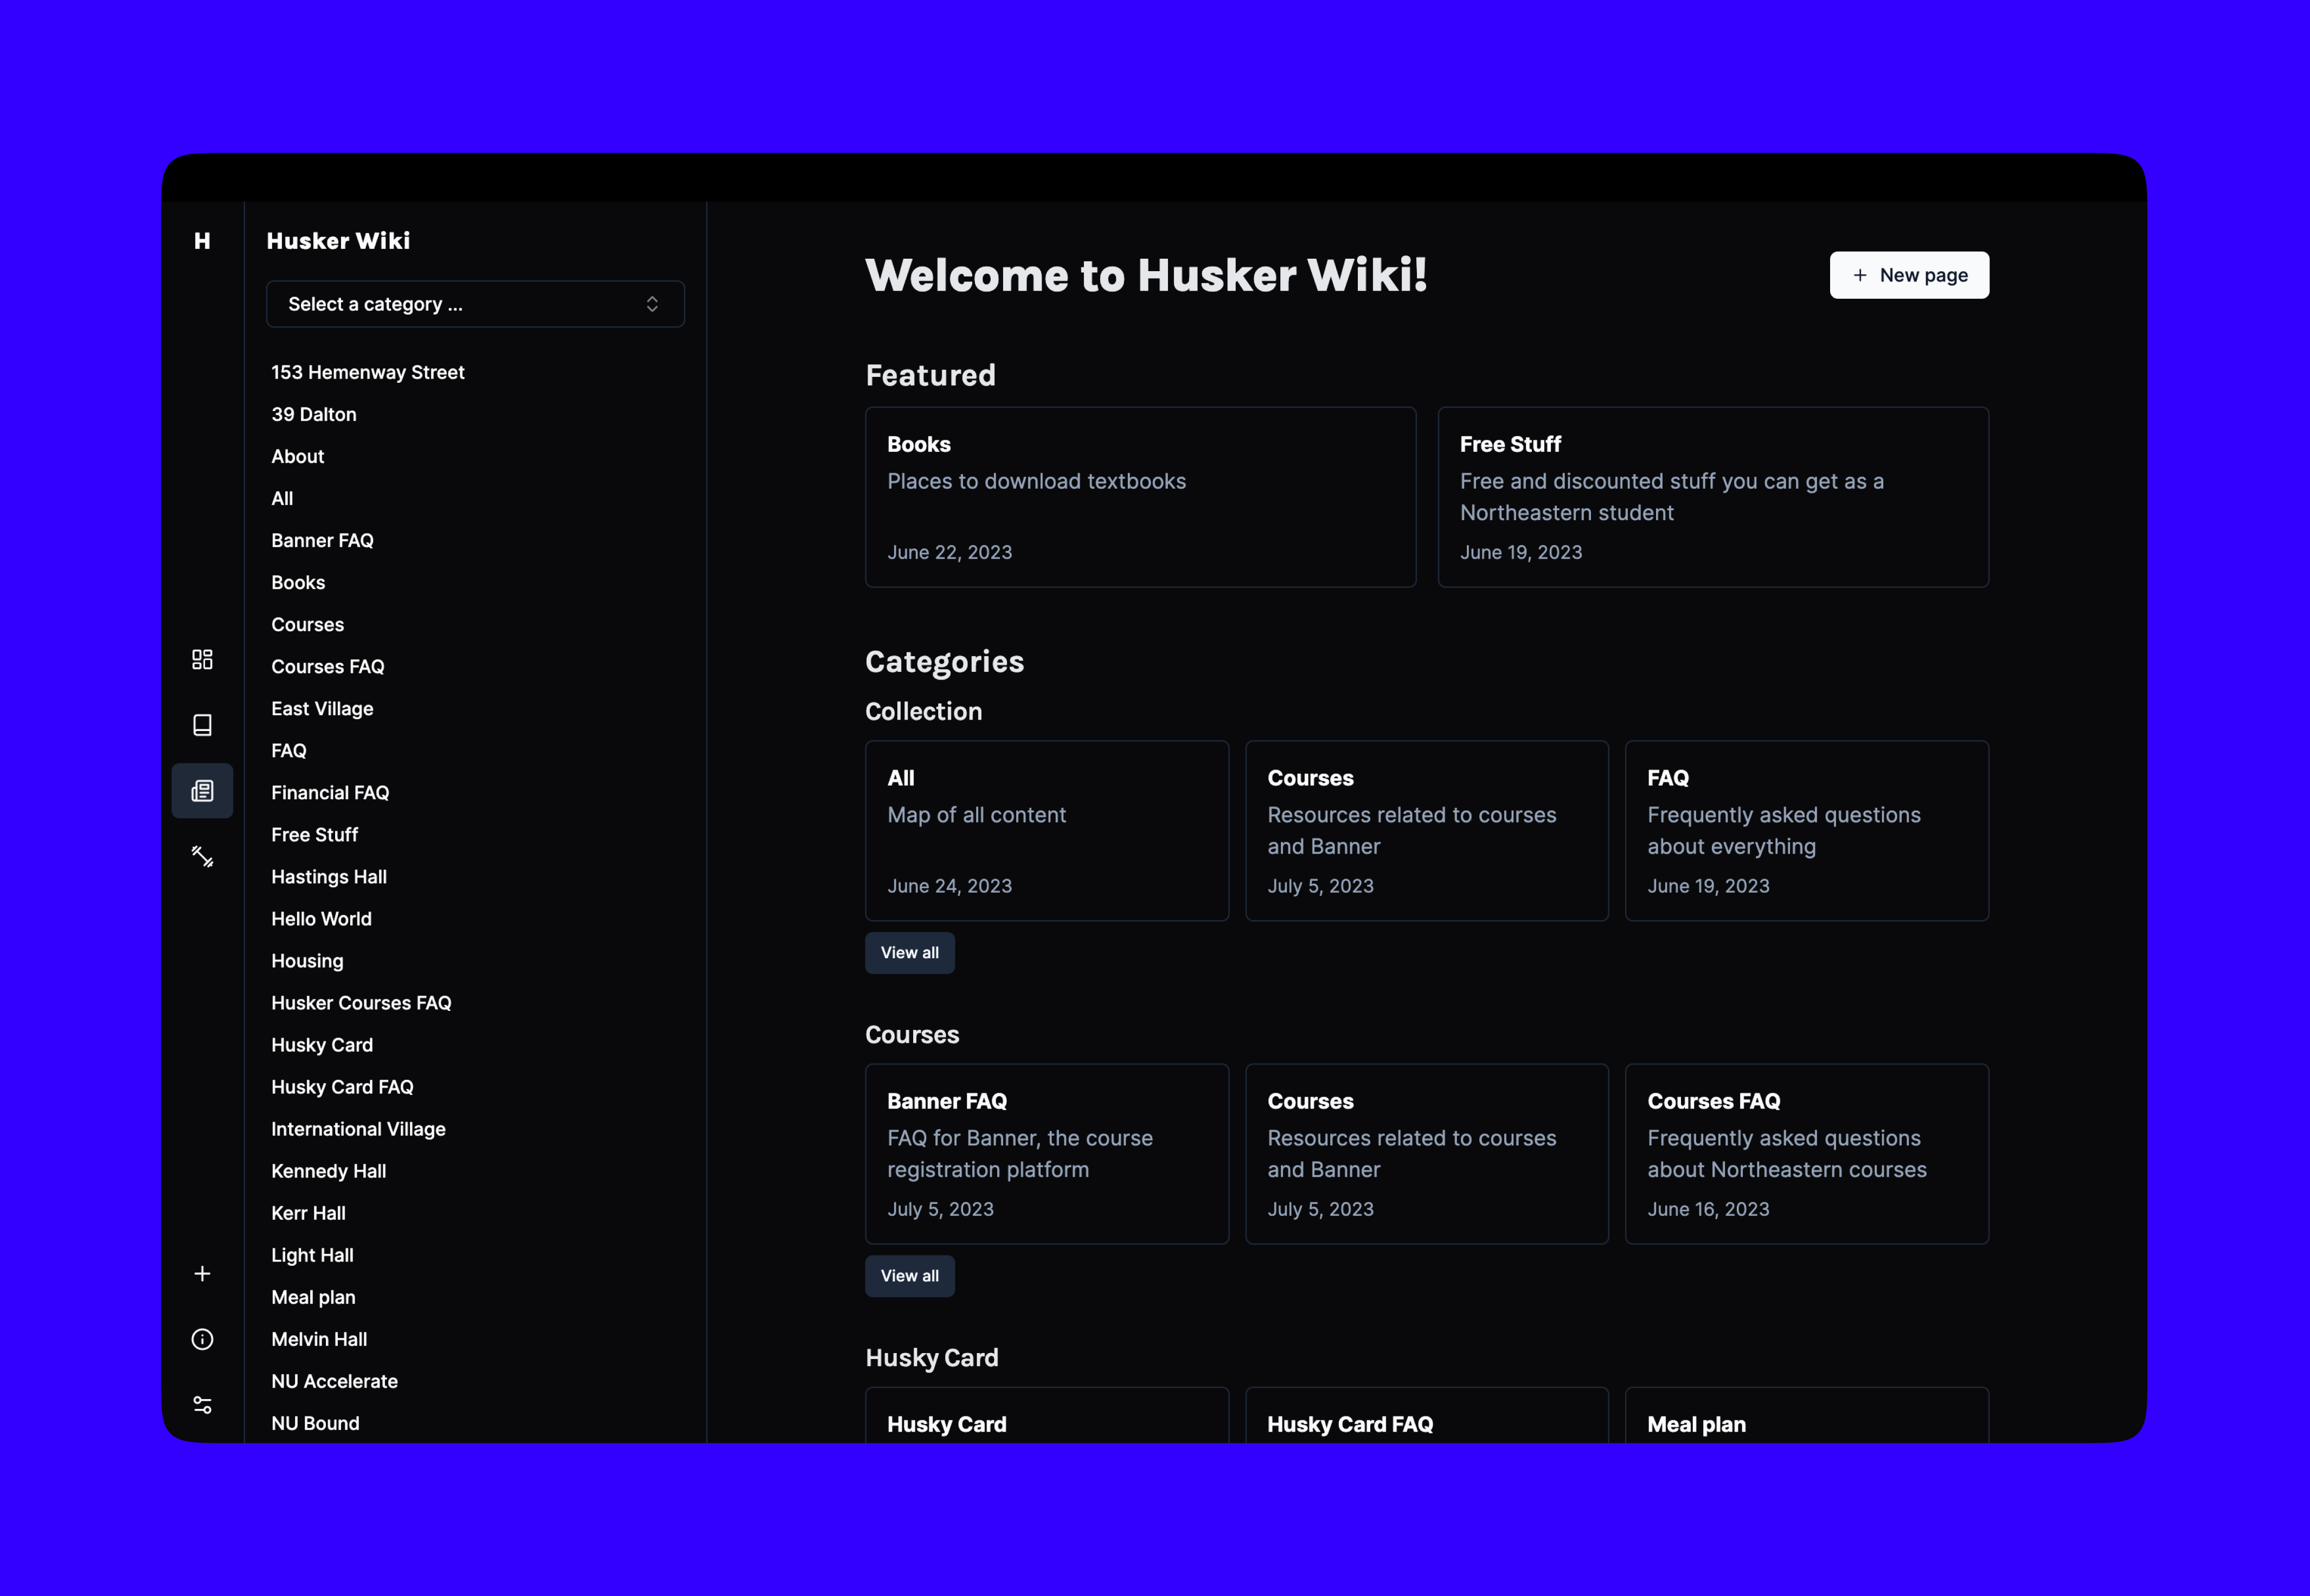 H
Husker Wiki
Select a category ...
153 Hemenway Street
39 Dalton
About
All
Banner FAQ
Books
Courses
Courses FAQ
East Village
FAQ
Financial FAQ
Free Stuff
Hastings Hall
Hello World
Housing
Husker Courses FAQ
Husky Card
Husky Card FAQ
International Village
Kennedy Hall
Kerr Hall
Light Hall
Meal plan
Melvin Hall
NU Accelerate
NU Bound
Welcome to Husker Wiki!
New page
Featured
Books
Places to download textbooks
June 22, 2023
Free Stuff
Free and discounted stuff you can get as a
Northeastern student
June 19, 2023
Categories
Collection
All
Map of all content
June 24, 2023
Courses
Resources related to courses
and Banner
July 5, 2023
FAQ
Frequently asked questions
about everything
June 19, 2023
View all
Courses
Banner FAQ
FAQ for Banner, the course
registration platform
July 5, 2023
Courses
Resources related to courses
and Banner
July 5, 2023
Courses FAQ
Frequently asked questions
about Northeastern courses
June 16, 2023
View all
Husky Card
Husky Card
Husky Card FAQ
Meal plan